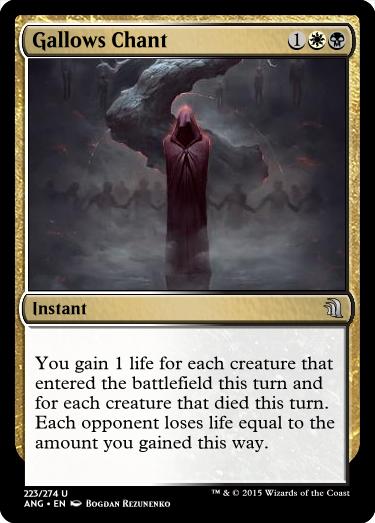 Gallows Chant 1
Instant
You gain 1 life for each creature that
entered the battlefield this turn and
for each creature that died this turn.
Each opponent loses life equal to the
amount you gained this way.
223/274 U
ANG • EN Bogdan Rezunenko
™ & © 2015 Wizards of the Coast